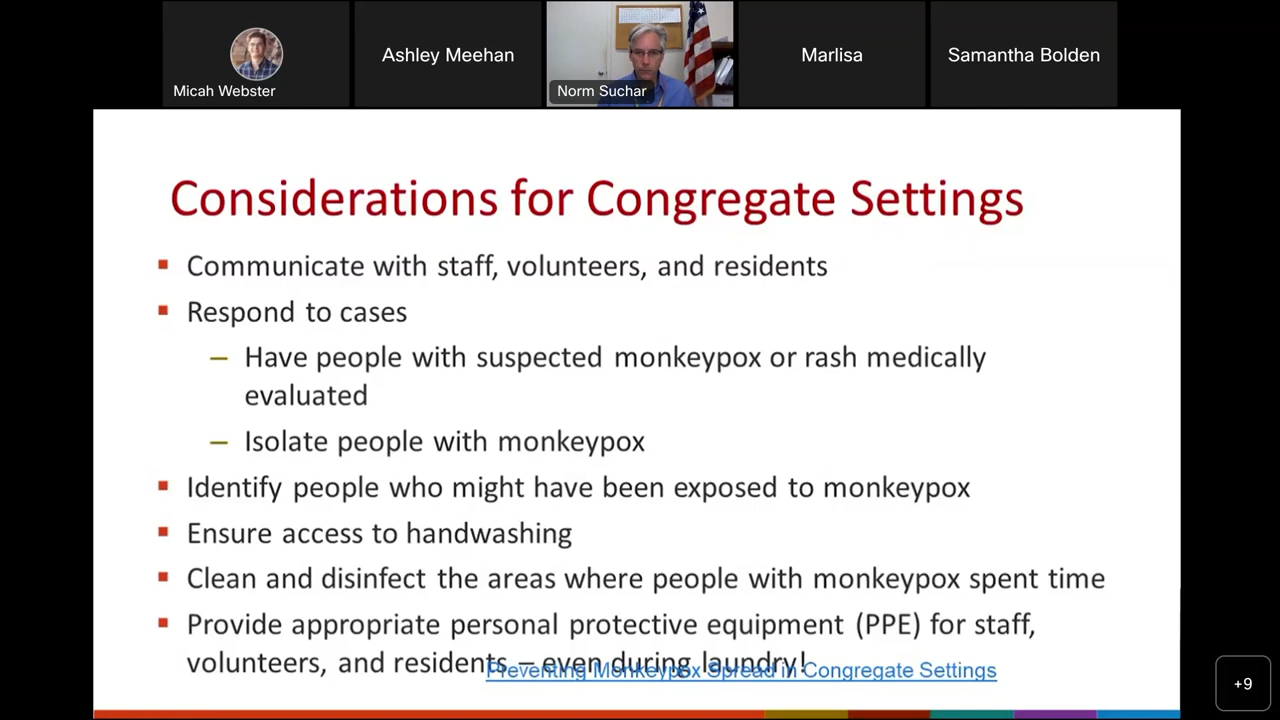 Micah Webster
Ashley Meehan
Norm Suchar
Marlisa
Samantha Bolden
Considerations for Congregate Settings
Communicate with staff, volunteers, and residents
Respond to cases
– Have people with suspected monkeypox or rash medically
evaluated
– Isolate people with monkeypox
Identify people who might have been exposed to monkeypox
Ensure access to handwashing
Clean and disinfect the areas where people with monkeypox spent time
Provide appropriate personal protective equipment (PPE) for staff,
volunteers, and residents – even during laundry!
Preventing Monkeypox Spread in Congregate Settings
+9